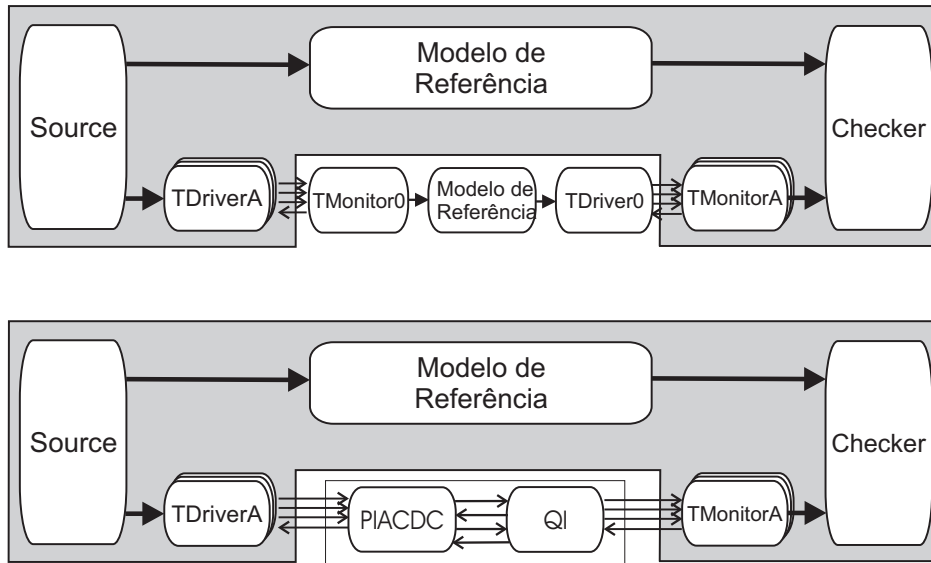 Modelo de
Referência
Source
Checker
TDriverA
TMonitor0
Modelo de
Referência
TDriver0
TMonitorA
Modelo de
Referência
Source
Checker
TDriverA
PIACDC
QI
TMonitorA